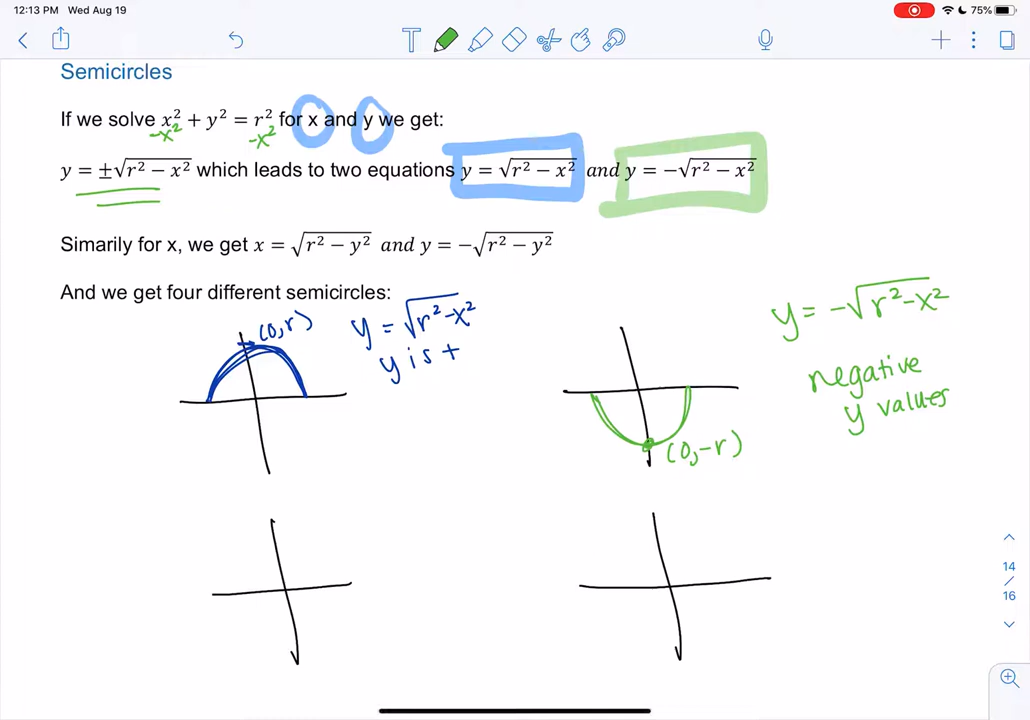 12:13 PM Wed Aug 19
75%
T
Semicircles
If we solve x² + y² = r² for x and y we get:
-x² -x²
y = ±√r² − x² which leads to two equations y = √r² − x² and y = −√r² − x²
Simarily for x, we get x = √r² − y² and y = −√r² − y²
And we get four different semicircles:
(0,r)
y = √r²-x²
y is +
y = -√r²-x²
negative
y values
(0,-r)
14
/
16